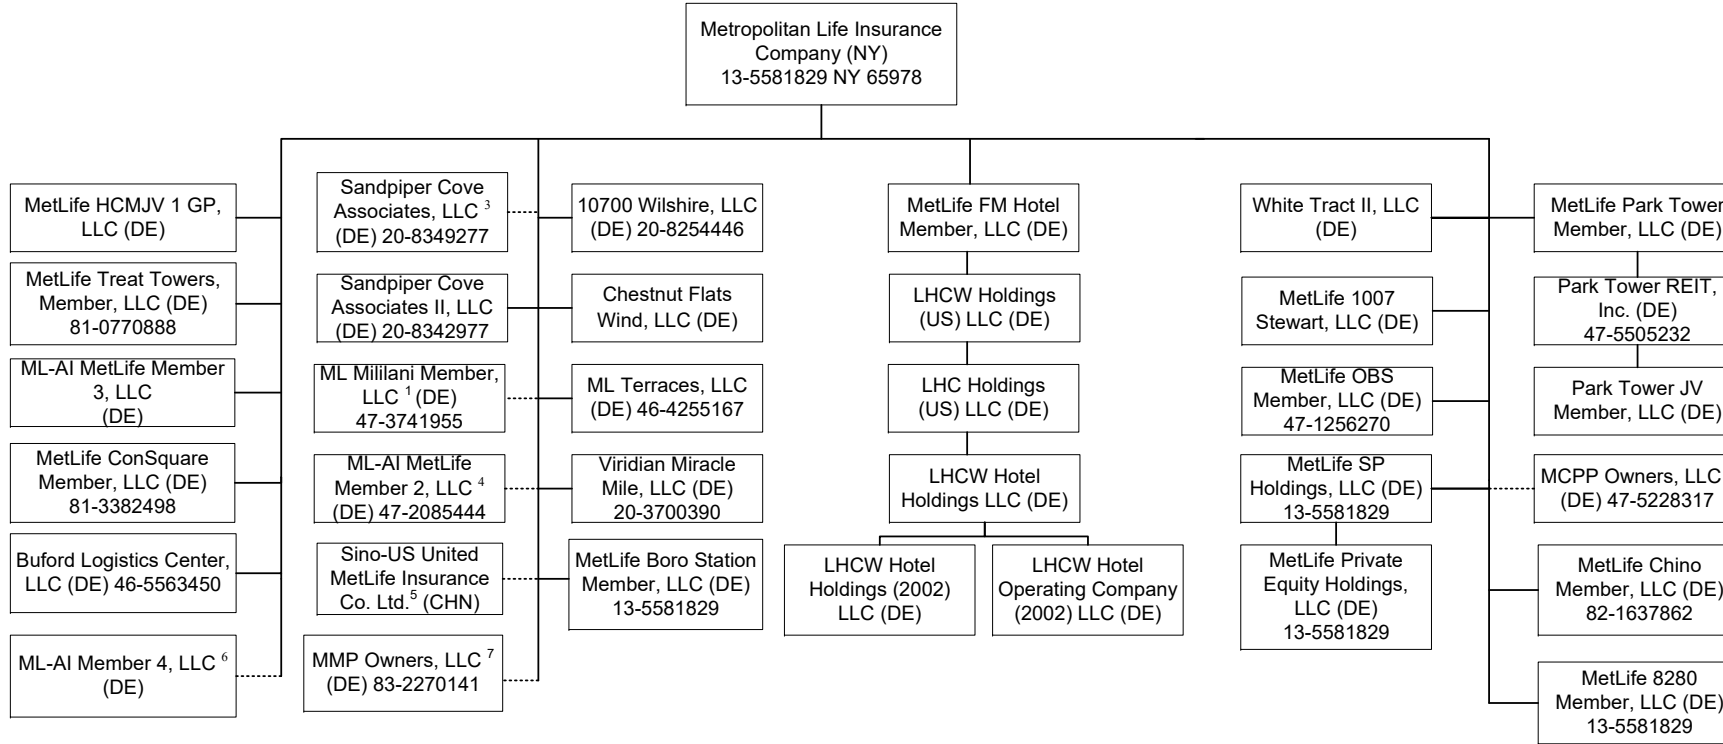 Metropolitan Life Insurance
Company (NY)
13-5581829 NY 65978
MetLife HCMJV 1 GP,
LLC (DE)
MetLife Treat Towers,
Member, LLC (DE)
81-0770888
ML-AI MetLife Member
3, LLC
(DE)
MetLife ConSquare
Member, LLC (DE)
81-3382498
Buford Logistics Center,
LLC (DE) 46-5563450
ML-AI Member 4, LLC 6
(DE)
Sandpiper Cove
Associates, LLC 3
(DE) 20-8349277
Sandpiper Cove
Associates II, LLC
(DE) 20-8342977
ML Mililani Member,
LLC 1 (DE)
47-3741955
ML-AI MetLife
Member 2, LLC 4
(DE) 47-2085444
Sino-US United
MetLife Insurance
Co. Ltd.5 (CHN)
MMP Owners, LLC 7
(DE) 83-2270141
10700 Wilshire, LLC
(DE) 20-8254446
Chestnut Flats
Wind, LLC (DE)
ML Terraces, LLC
(DE) 46-4255167
Viridian Miracle
Mile, LLC (DE)
20-3700390
MetLife Boro Station
Member, LLC (DE)
13-5581829
MetLife FM Hotel
Member, LLC (DE)
LHCW Holdings
(US) LLC (DE)
LHC Holdings
(US) LLC (DE)
LHCW Hotel
Holdings LLC (DE)
LHCW Hotel
Holdings (2002)
LLC (DE)
LHCW Hotel
Operating Company
(2002) LLC (DE)
White Tract II, LLC
(DE)
MetLife 1007
Stewart, LLC (DE)
MetLife OBS
Member, LLC (DE)
47-1256270
MetLife SP
Holdings, LLC (DE)
13-5581829
MetLife Private
Equity Holdings,
LLC (DE)
13-5581829
MetLife Park Tower
Member, LLC (DE)
Park Tower REIT,
Inc. (DE)
47-5505232
Park Tower JV
Member, LLC (DE)
MCPP Owners, LLC
(DE) 47-5228317
MetLife Chino
Member, LLC (DE)
82-1637862
MetLife 8280
Member, LLC (DE)
13-5581829